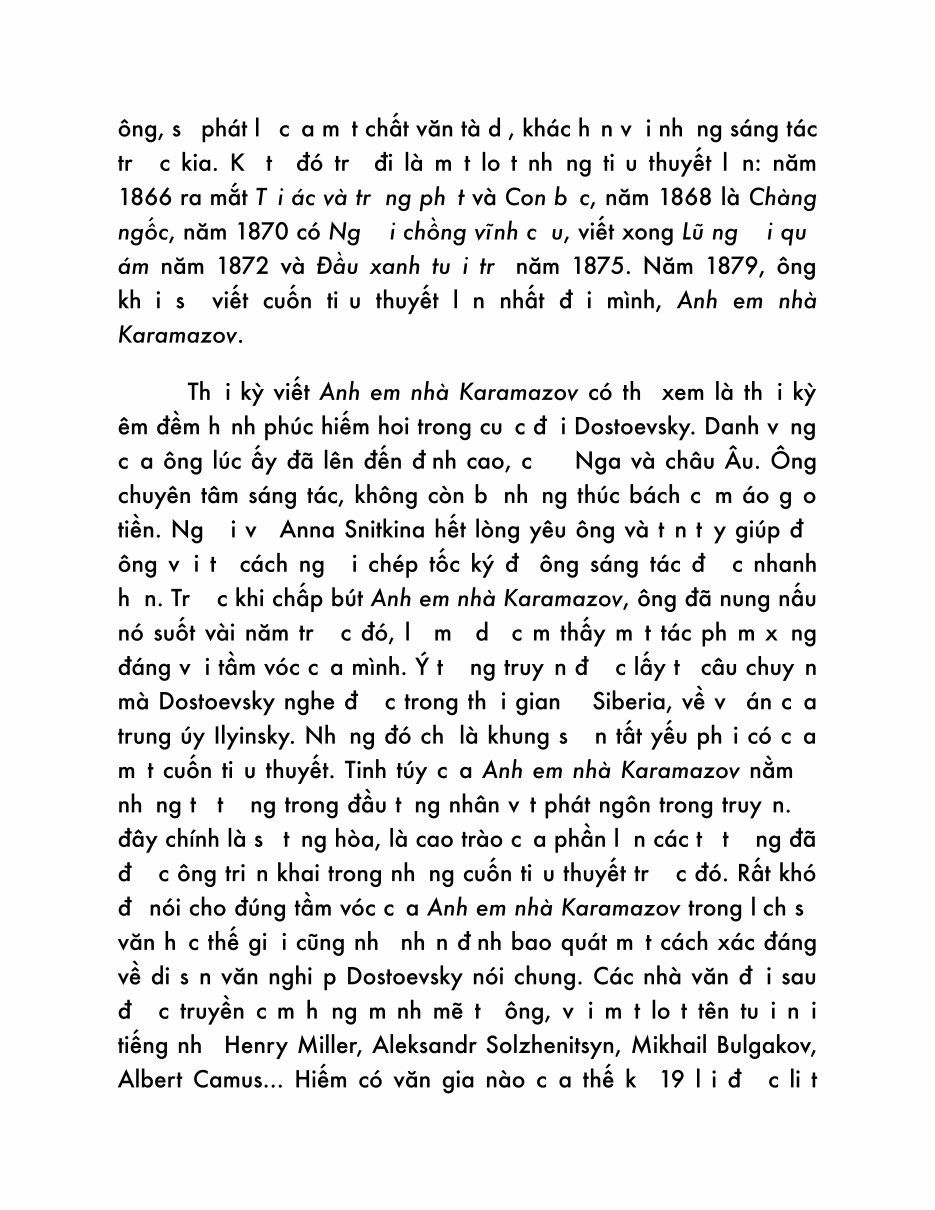 ông, s phát l c a m t chất văn tà d , khác h n v i nh ng sáng tác
tr c kia. K t đó tr đi là m t lo t nh ng ti u thuyết l n: năm
1866 ra mắt T i ác và tr ng ph t và Con b c, năm 1868 là Chàng
ngốc, năm 1870 có Ng i chồng vĩnh c u, viết xong Lũ ng i qu
ám năm 1872 và Đầu xanh tu i tr năm 1875. Năm 1879, ông
kh i s viết cuốn ti u thuyết l n nhất đ i mình, Anh em nhà
Karamazov.
Th i kỳ viết Anh em nhà Karamazov có th xem là th i kỳ
êm đềm h nh phúc hiếm hoi trong cu c đ i Dostoevsky. Danh v ng
c a ông lúc ấy đã lên đến đ nh cao, c Nga và châu Âu. Ông
chuyên tâm sáng tác, không còn b nh ng thúc bách c m áo g o
tiền. Ng i v Anna Snitkina hết lòng yêu ông và t n t y giúp đ
ông v i t cách ng i chép tốc ký đ ông sáng tác đ c nhanh
h n. Tr c khi chấp bút Anh em nhà Karamazov, ông đã nung nấu
nó suốt vài năm tr c đó, l m d c m thấy m t tác ph m x ng
đáng v i tầm vóc c a mình. Ý t ng truy n đ c lấy t câu chuy n
mà Dostoevsky nghe đ c trong th i gian Siberia, về v án c a
trung úy Ilyinsky. Nh ng đó ch là khung s n tất yếu ph i có c a
m t cuốn ti u thuyết. Tinh túy c a Anh em nhà Karamazov nằm
nh ng t t ng trong đầu t ng nhân v t phát ngôn trong truy n.
đây chính là s t ng hòa, là cao trào c a phần l n các t t ng đã
đ c ông tri n khai trong nh ng cuốn ti u thuyết tr c đó. Rất khó
đ nói cho đúng tầm vóc c a Anh em nhà Karamazov trong l ch s
văn h c thế gi i cũng nh nh n đ nh bao quát m t cách xác đáng
về di s n văn nghi p Dostoevsky nói chung. Các nhà văn đ i sau
đ c truyền c m h ng m nh mẽ t ông, v i m t lo t tên tu i n i
tiếng nh Henry Miller, Aleksandr Solzhenitsyn, Mikhail Bulgakov,
Albert Camus... Hiếm có văn gia nào c a thế k 19 l i đ c li t